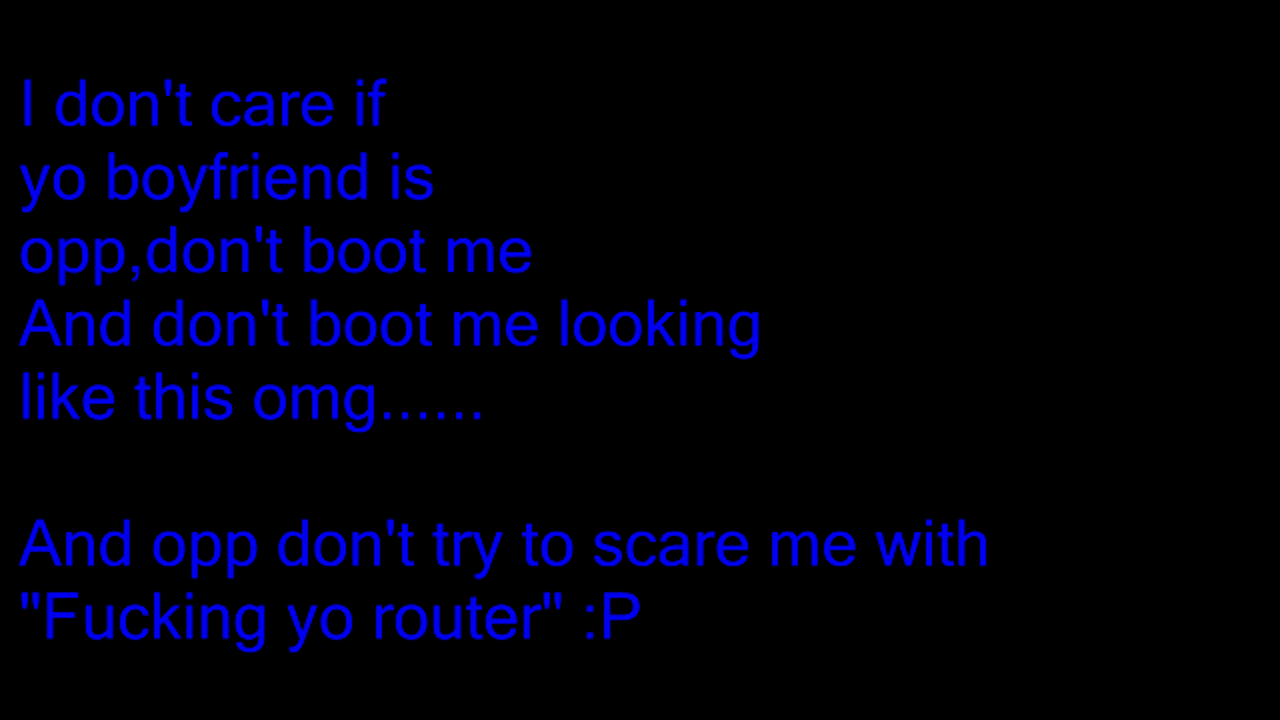 I don't care if
yo boyfriend is
opp,don't boot me
And don't boot me looking
like this omg......
And opp don't try to scare me with
"Fucking yo router" :P